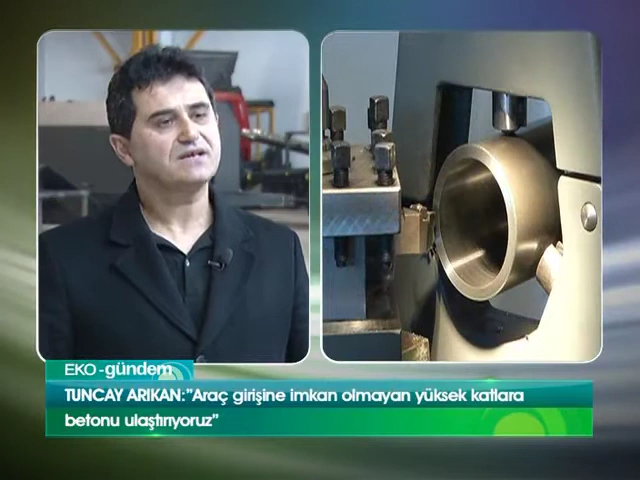 EKO-gündem
TUNCAY ARIKAN:"Araç girişine imkan olmayan yüksek katlara
betonu ulaştırıyoruz"